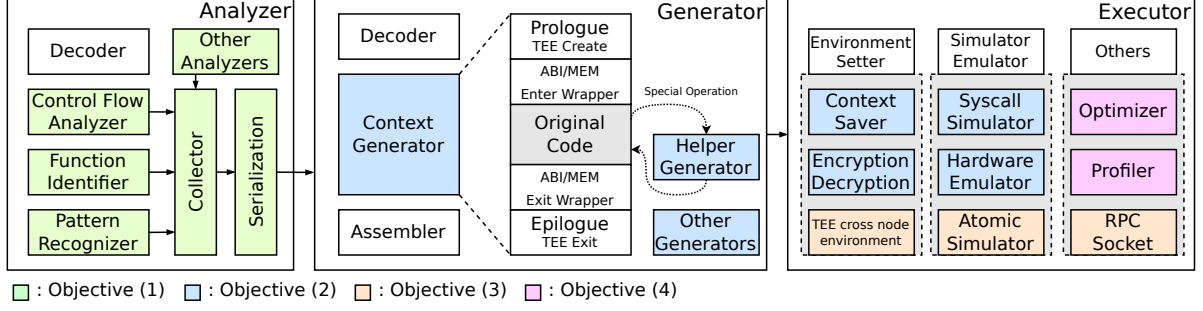 Analyzer
Decoder
Other
Analyzers
Control Flow
Analyzer
Function
Identifier
Pattern
Recognizer
Collector
Serialization
Generator
Decoder
Context
Generator
Assembler
Prologue
TEE Create
ABI/MEM
Enter Wrapper
Original
Code
ABI/MEM
Exit Wrapper
Epilogue
TEE Exit
Special Operation
Helper
Generator
Other
Generators
Executor
Environment
Setter
Context
Saver
Encryption
Decryption
TEE cross node
environment
Simulator
Emulator
Syscall
Simulator
Hardware
Emulator
Atomic
Simulator
Others
Optimizer
Profiler
RPC
Socket
: Objective (1)
: Objective (2)
: Objective (3)
: Objective (4)